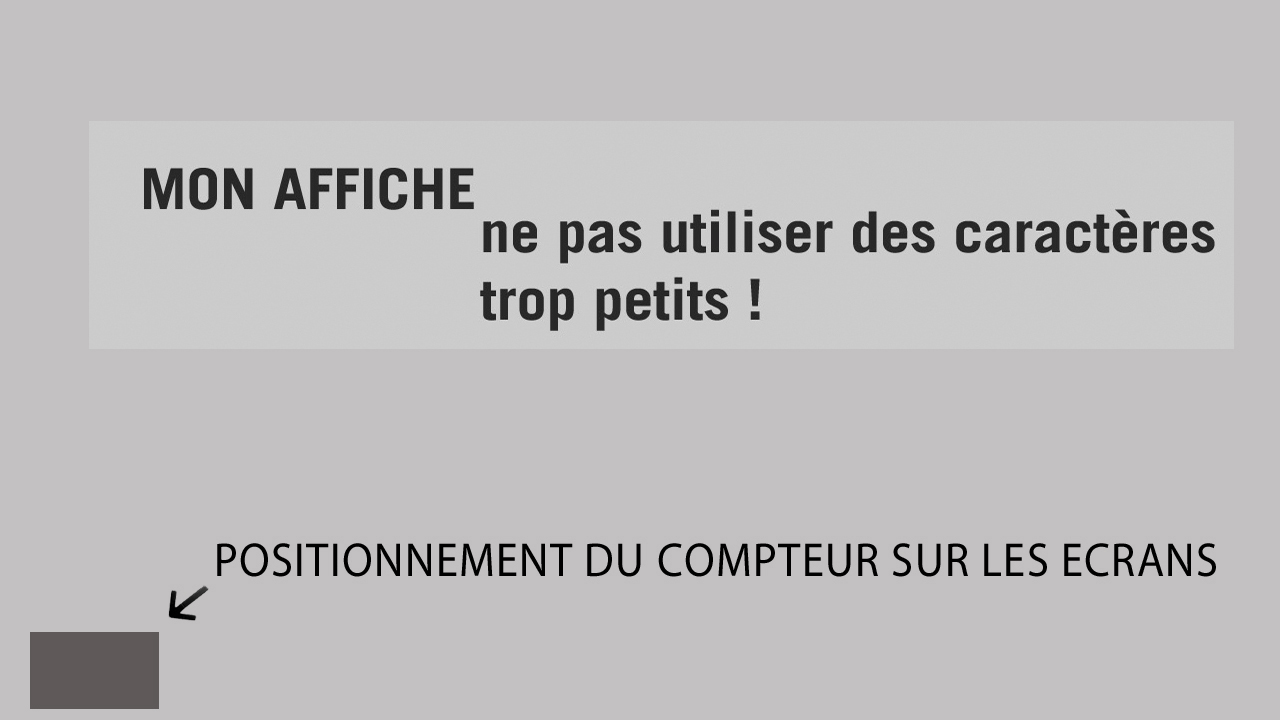 MON AFFICHE
ne pas utiliser des caractères
trop petits !
POSITIONNEMENT DU COMPTEUR SUR LES ECRANS